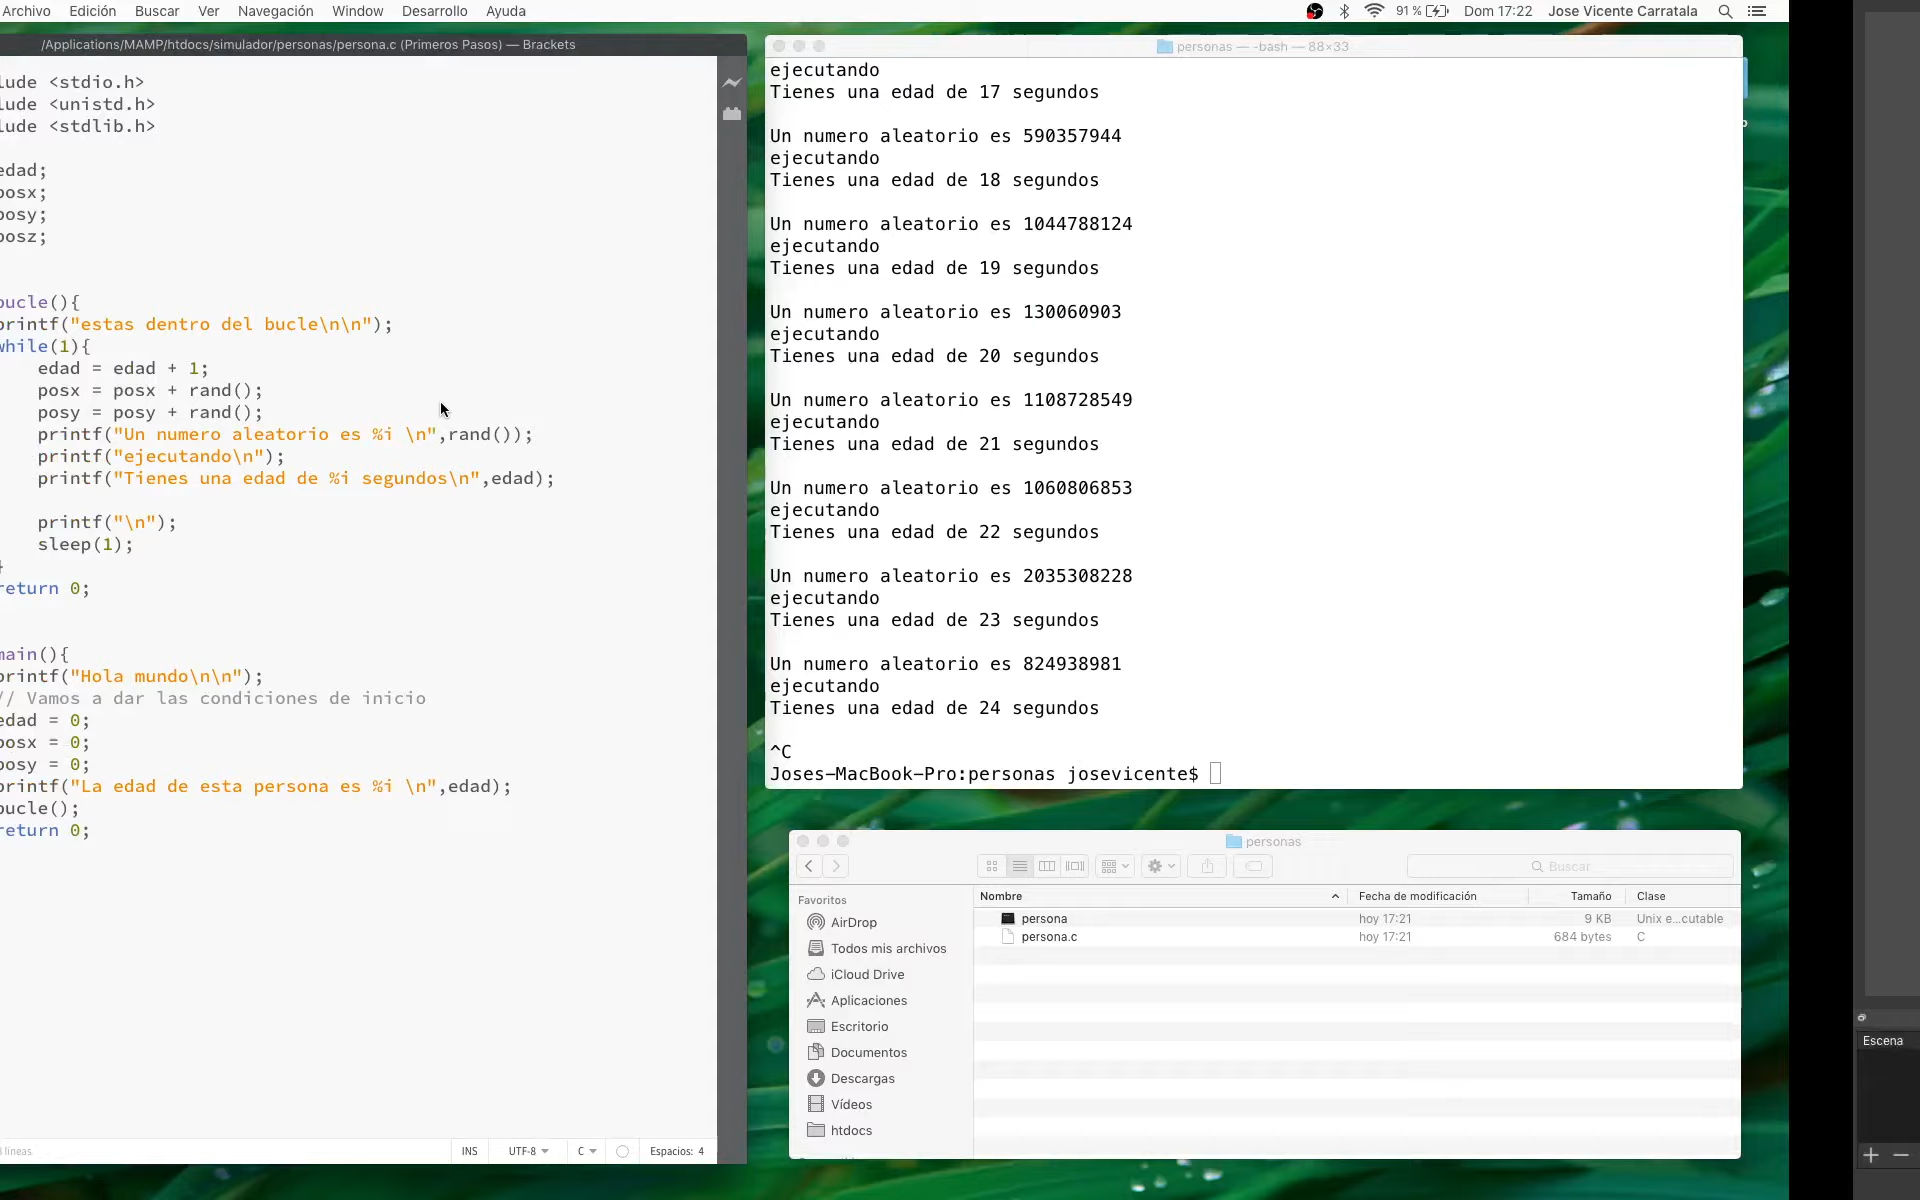 Archivo Edición Buscar Ver Navegación Window Desarrollo Ayuda 91 % Dom 17:22 Jose Vicente Carratala
/Applications/MAMP/htdocs/simulador/personas/persona.c (Primeros Pasos) — Brackets
lude <stdio.h>
lude <unistd.h>
lude <stdlib.h>
edad;
posx;
posy;
posz;
bucle(){
printf("estas dentro del bucle\n\n");
while(1){
edad = edad + 1;
posx = posx + rand();
posy = posy + rand();
printf("Un numero aleatorio es %i \n",rand());
printf("ejecutando\n");
printf("Tienes una edad de %i segundos\n",edad);
printf("\n");
sleep(1);
}
return 0;
main(){
printf("Hola mundo\n\n");
// Vamos a dar las condiciones de inicio
edad = 0;
posx = 0;
posy = 0;
printf("La edad de esta persona es %i \n",edad);
bucle();
return 0;
líneas
INS UTF-8 C Espacios: 4
personas — -bash — 88×33
ejecutando
Tienes una edad de 17 segundos
Un numero aleatorio es 590357944
ejecutando
Tienes una edad de 18 segundos
Un numero aleatorio es 1044788124
ejecutando
Tienes una edad de 19 segundos
Un numero aleatorio es 130060903
ejecutando
Tienes una edad de 20 segundos
Un numero aleatorio es 1108728549
ejecutando
Tienes una edad de 21 segundos
Un numero aleatorio es 1060806853
ejecutando
Tienes una edad de 22 segundos
Un numero aleatorio es 2035308228
ejecutando
Tienes una edad de 23 segundos
Un numero aleatorio es 824938981
ejecutando
Tienes una edad de 24 segundos
^C
Joses-MacBook-Pro:personas josevicente$
personas
Buscar
Favoritos
AirDrop
Todos mis archivos
iCloud Drive
Aplicaciones
Escritorio
Documentos
Descargas
Vídeos
htdocs
Nombre Fecha de modificación Tamaño Clase
persona hoy 17:21 9 KB Unix e...cutable
persona.c hoy 17:21 684 bytes C
Escena